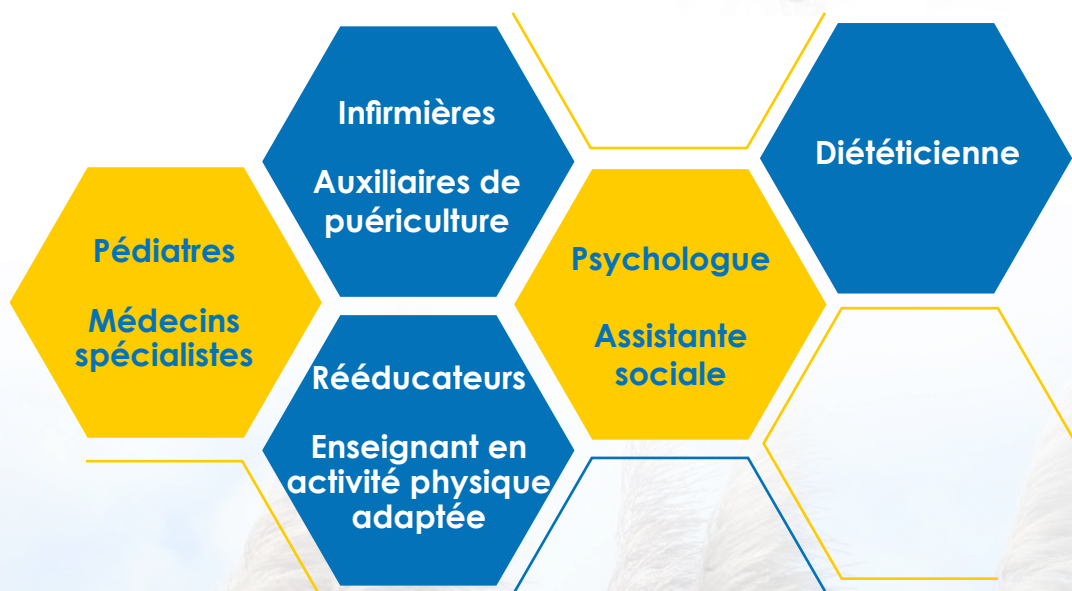 Pédiatres
Médecins
spécialistes
Infirmières
Auxiliaires de
puériculture
Rééducateurs
Enseignant en
activité physique
adaptée
Psychologue
Assistante
sociale
Diététicienne